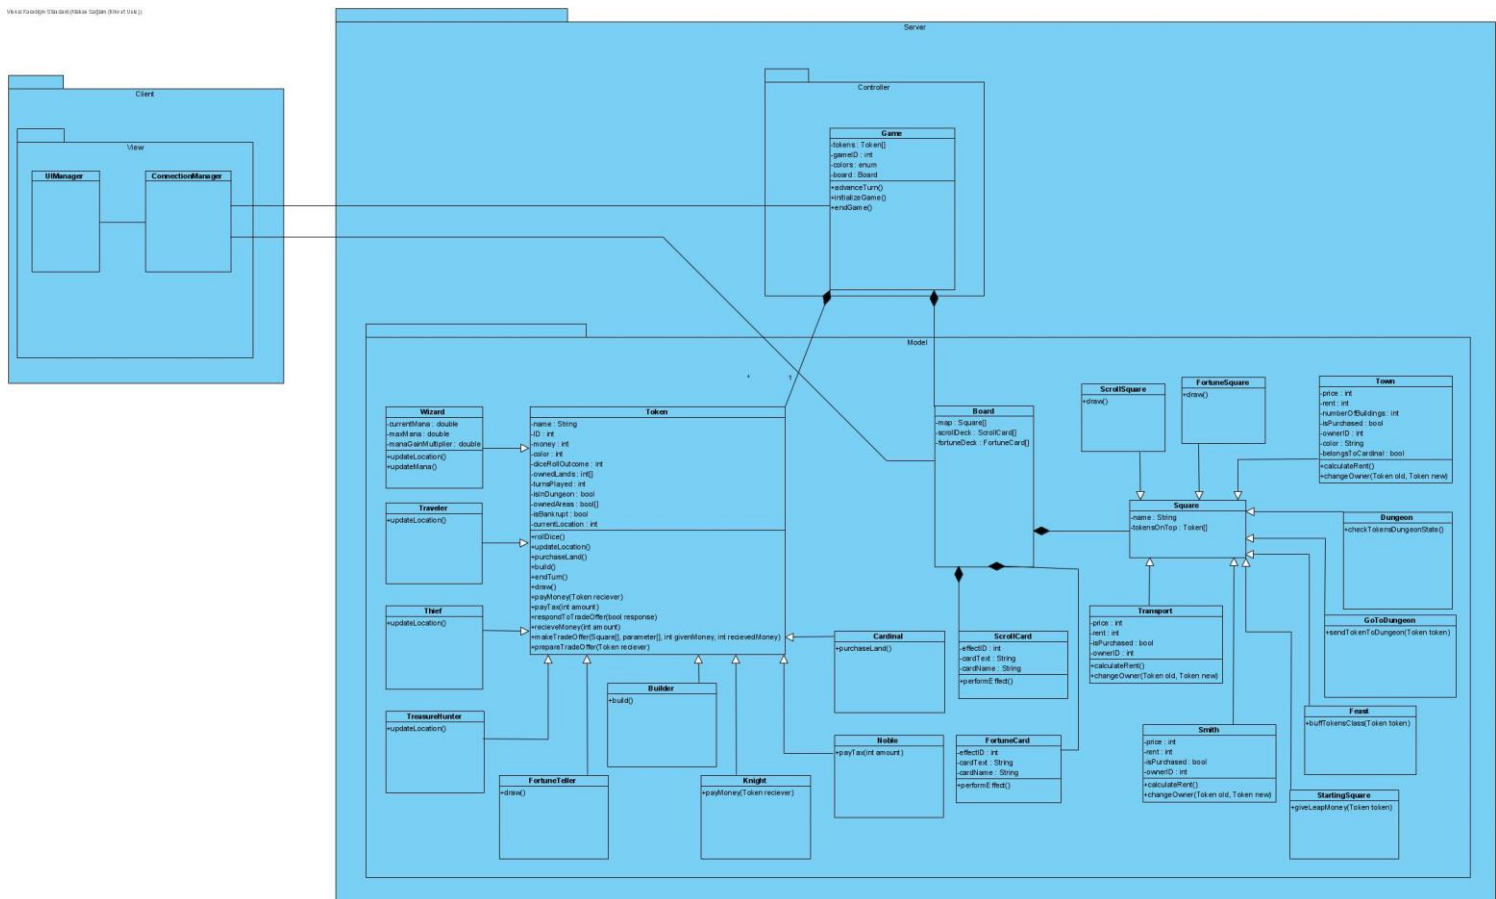 Visual Paradigm Standard
Server
Client
View
UIManager
ConnectionManager
Controller
Game
-tokens : Token[]
-gameID : int
-colors : enum
-board : Board
+advanceTurn()
+initializeGame()
+endGame()
Model
*
1
Wizard
-currentMana : double
-maxMana : double
-manaGainMultiplier : double
+updateLocation()
+updateMana()
Traveler
+updateLocation()
Thief
+updateLocation()
TreasureHunter
+updateLocation()
Token
-name : String
-ID : int
-money : int
-color : int
-diceRollOutcome : int
-ownedLands : int[]
-turnsPlayed : int
-isInDungeon : bool
-ownedAreas : bool[]
-isBankrupt : bool
-currentLocation : int
+rollDice()
+updateLocation()
+purchaseLand()
+build()
+endTurn()
+draw()
+payMoney(Token reciever)
+payTax(int amount)
+respondToTradeOffer(bool response)
+recieveMoney(int amount)
+makeTradeOffer(Square[], parameter[], int givenMoney, int recievedMoney)
+prepareTradeOffer(Token reciever)
FortuneTeller
+draw()
Builder
+build()
Knight
+payMoney(Token reciever)
Cardinal
+purchaseLand()
Noble
+payTax(int amount)
Board
-map : Square[]
-scrollDeck : ScrollCard[]
-fortuneDeck : FortuneCard[]
ScrollCard
-effectID : int
-cardText : String
-cardName : String
+performEffect()
FortuneCard
-effectID : int
-cardText : String
-cardName : String
+performEffect()
ScrollSquare
+draw()
FortuneSquare
+draw()
Town
-price : int
-rent : int
-numberOfBuildings : int
-isPurchased : bool
-ownerID : int
-color : String
-belongsToCardinal : bool
+calculateRent()
+changeOwner(Token old, Token new)
Square
-name : String
-tokensOnTop : Token[]
Dungeon
+checkTokensDungeonState()
GoToDungeon
+sendTokenToDungeon(Token token)
Transport
-price : int
-rent : int
-isPurchased : bool
-ownerID : int
+calculateRent()
+changeOwner(Token old, Token new)
Feast
+buffTokensClass(Token token)
Smith
-price : int
-rent : int
-isPurchased : bool
-ownerID : int
+calculateRent()
+changeOwner(Token old, Token new)
StartingSquare
+giveLeapMoney(Token token)